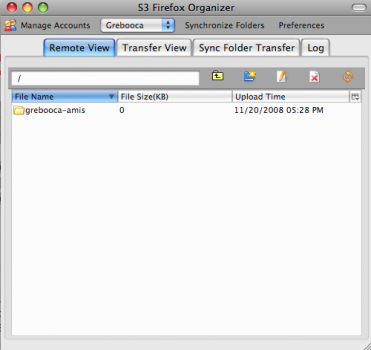 S3 Firefox Organizer
Manage Accounts Grebooca Synchronize Folders Preferences
Remote View Transfer View Sync Folder Transfer Log
/
File Name File Size(KB) Upload Time
grebooca-amis 0 11/20/2008 05:28 PM